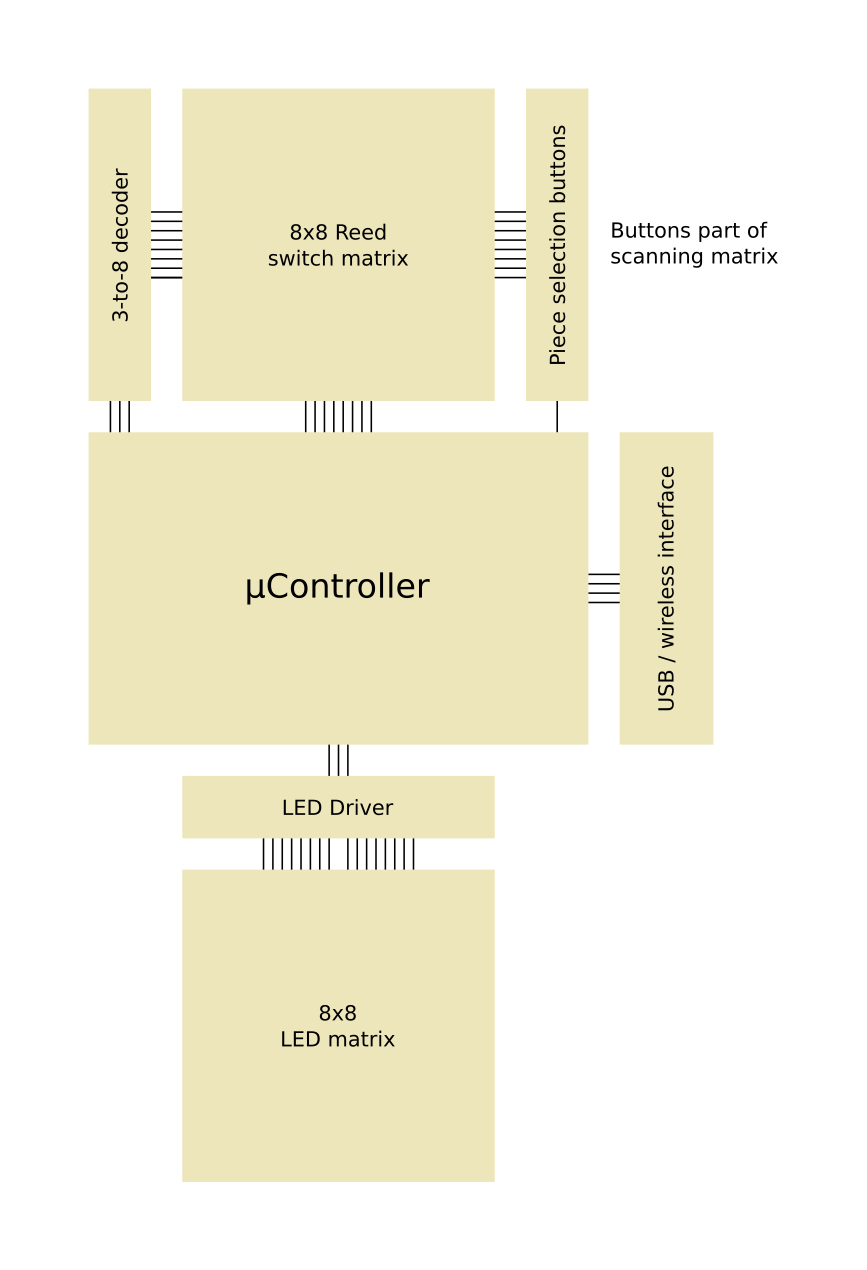 3-to-8 decoder
8x8 Reed
switch matrix
Piece selection buttons
Buttons part of
scanning matrix
µController
USB / wireless interface
LED Driver
8x8
LED matrix